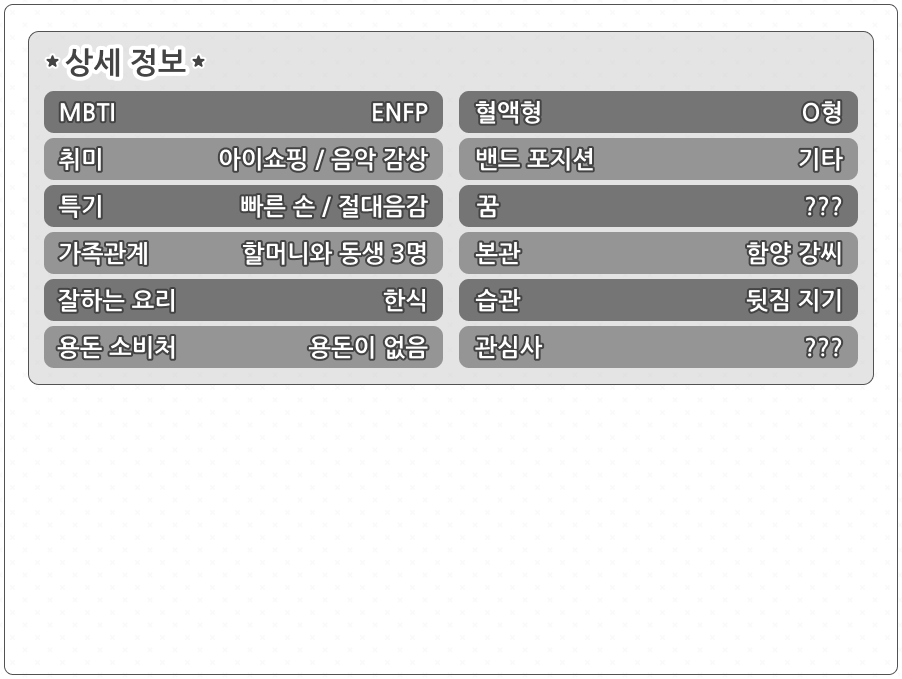 ★상세 정보★
MBTI ENFP
혈액형 O형
취미 아이쇼핑 / 음악 감상
밴드 포지션 기타
특기 빠른 손 / 절대음감
꿈 ???
가족관계 할머니와 동생 3명
본관 함양 강씨
잘하는 요리 한식
습관 뒷짐 지기
용돈 소비처 용돈이 없음
관심사 ???